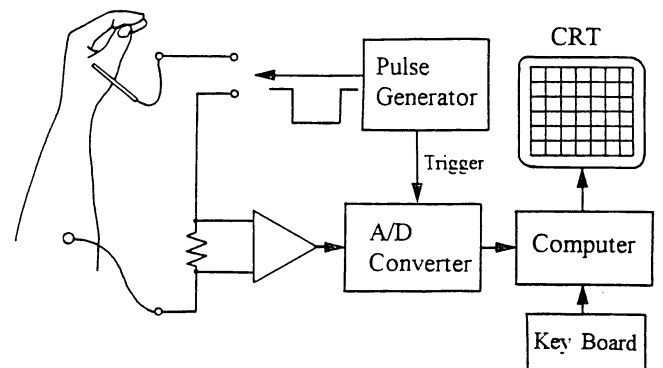 CRT
Pulse
Generator
Trigger
A/D
Converter
Computer
Key Board